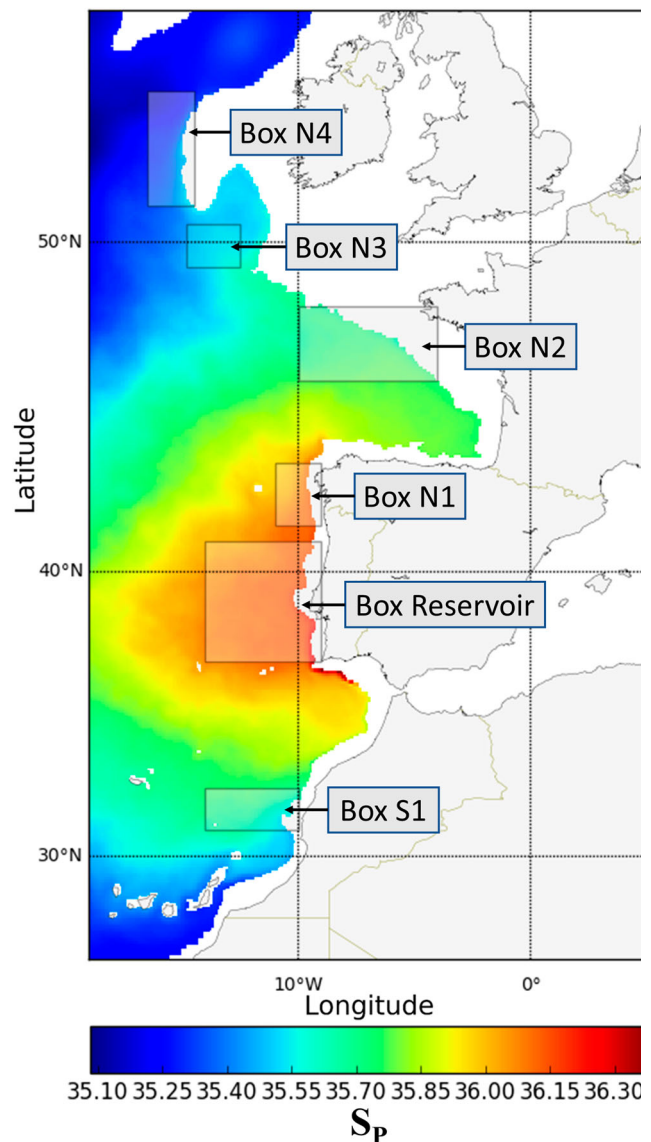 Box N4
50°N
Box N3
Box N2
Latitude
Box N1
40°N
Box Reservoir
Box S1
30°N
10°W
0°
Longitude
35.10 35.25 35.40 35.55 35.70 35.85 36.00 36.15 36.30
S_P